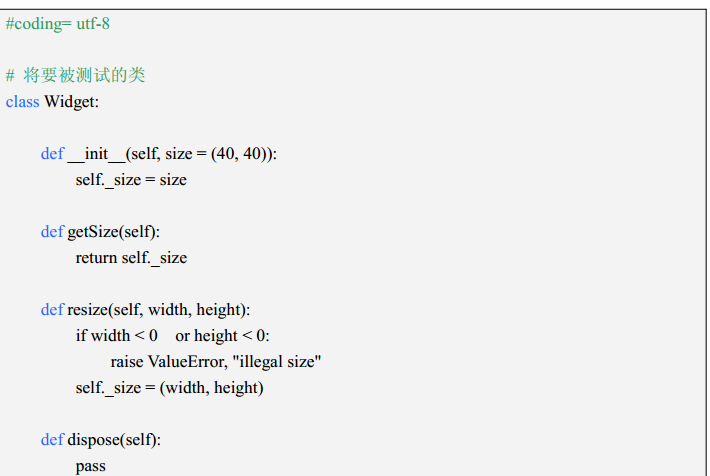 #coding= utf-8
# 将要被测试的类
class Widget:
def __init__(self, size = (40, 40)):
self._size = size
def getSize(self):
return self._size
def resize(self, width, height):
if width < 0 or height < 0:
raise ValueError, "illegal size"
self._size = (width, height)
def dispose(self):
pass